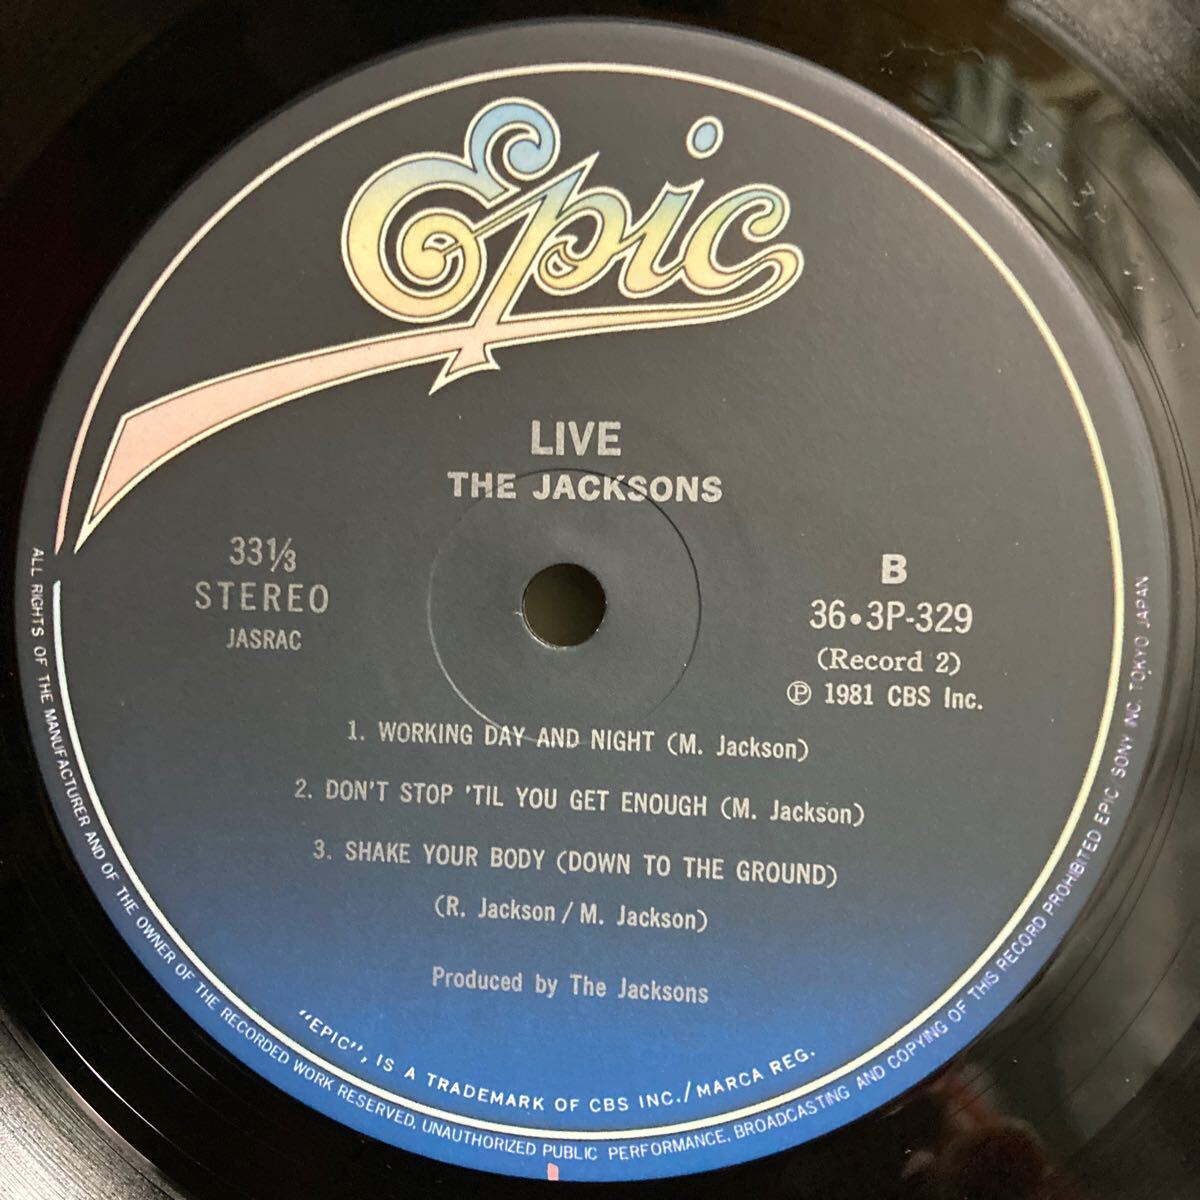 Epic
LIVE
THE JACKSONS
33⅓
STEREO
JASRAC
B
36•3P-329
(Record 2)
Ⓟ 1981 CBS Inc.
1. WORKING DAY AND NIGHT (M. Jackson)
2. DON'T STOP 'TIL YOU GET ENOUGH (M. Jackson)
3. SHAKE YOUR BODY (DOWN TO THE GROUND)
(R. Jackson / M. Jackson)
Produced by The Jacksons
"EPIC", IS A TRADEMARK OF CBS INC./MARCA REG.
ALL RIGHTS OF THE MANUFACTURER AND OF THE OWNER OF THE RECORDED WORK RESERVED. UNAUTHORIZED PUBLIC PERFORMANCE, BROADCASTING AND COPYING OF THIS RECORD PROHIBITED EPIC SONY INC. TOKYO JAPAN